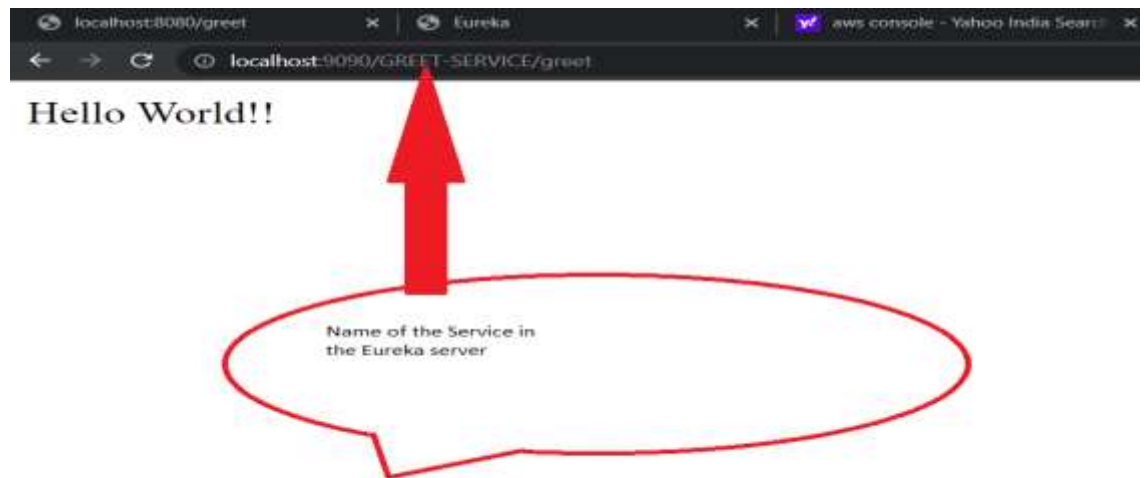 localhost:8080/greet
Eureka
aws console - Yahoo India Search
localhost:9090/GREET-SERVICE/greet
Hello World!!
Name of the Service in
the Eureka server